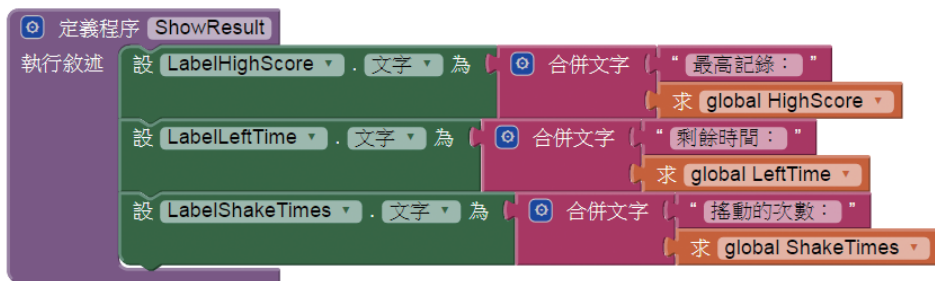 定義程序 ShowResult
執行敘述 設 LabelHighScore . 文字 為 合併文字 " 最高記錄： "
求 global HighScore
設 LabelLeftTime . 文字 為 合併文字 " 剩餘時間： "
求 global LeftTime
設 LabelShakeTimes . 文字 為 合併文字 " 搖動的次數： "
求 global ShakeTimes